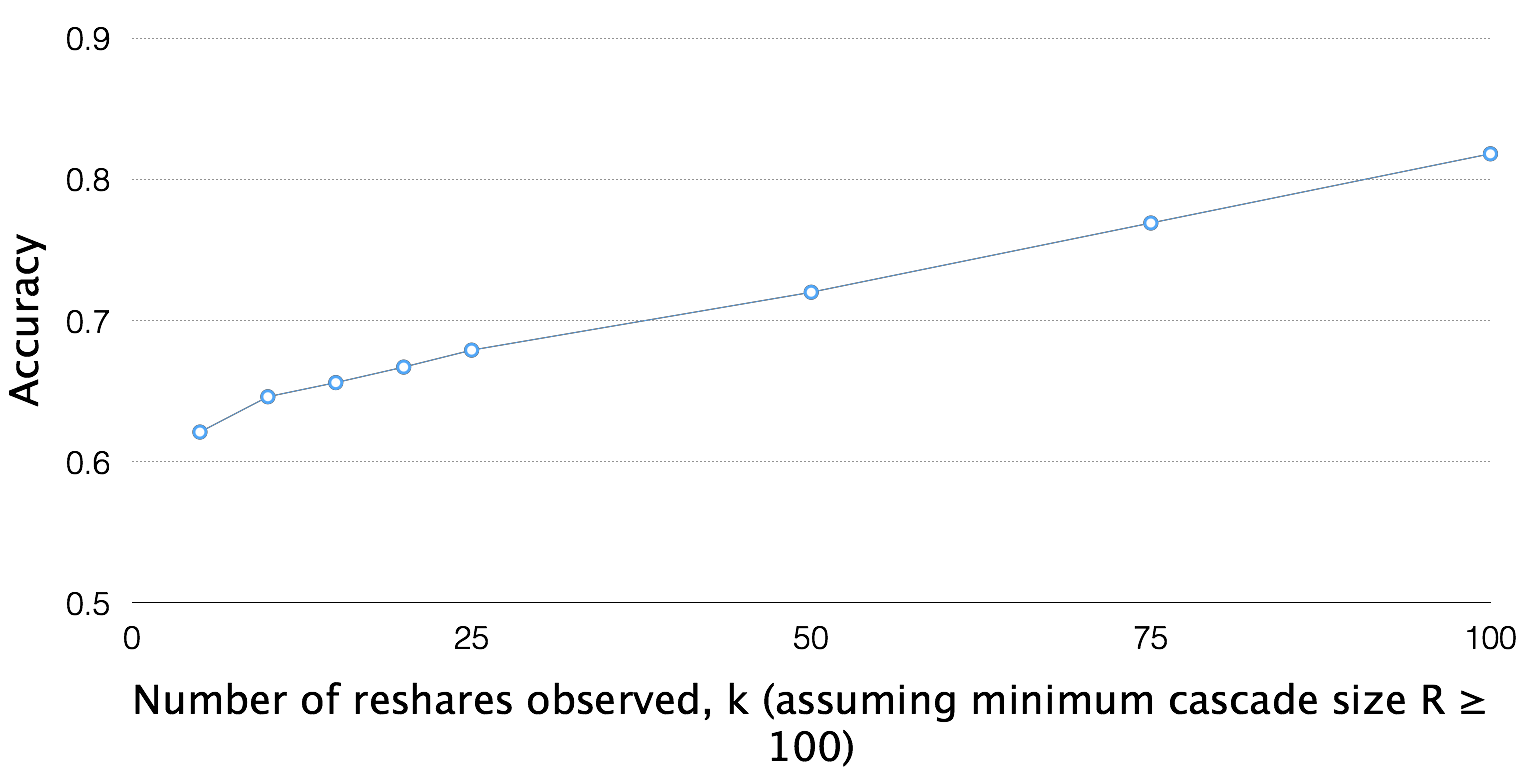 0.9
0.8
0.7
0.6
0.5
Accuracy
0 25 50 75 100
Number of reshares observed, k (assuming minimum cascade size R ≥
100)